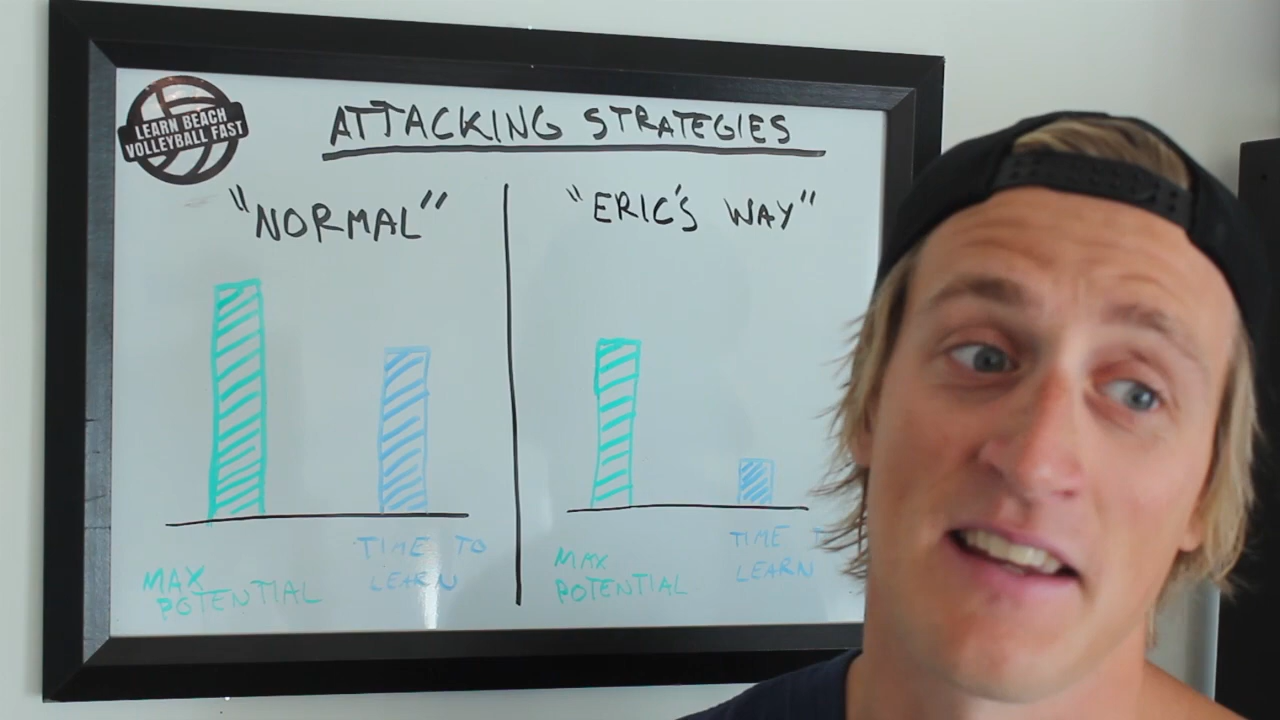 LEARN BEACH
VOLLEYBALL FAST
ATTACKING STRATEGIES
"NORMAL"
"ERIC'S WAY"
MAX
POTENTIAL
TIME TO
LEARN
MAX
POTENTIAL
TIME T
LEARN